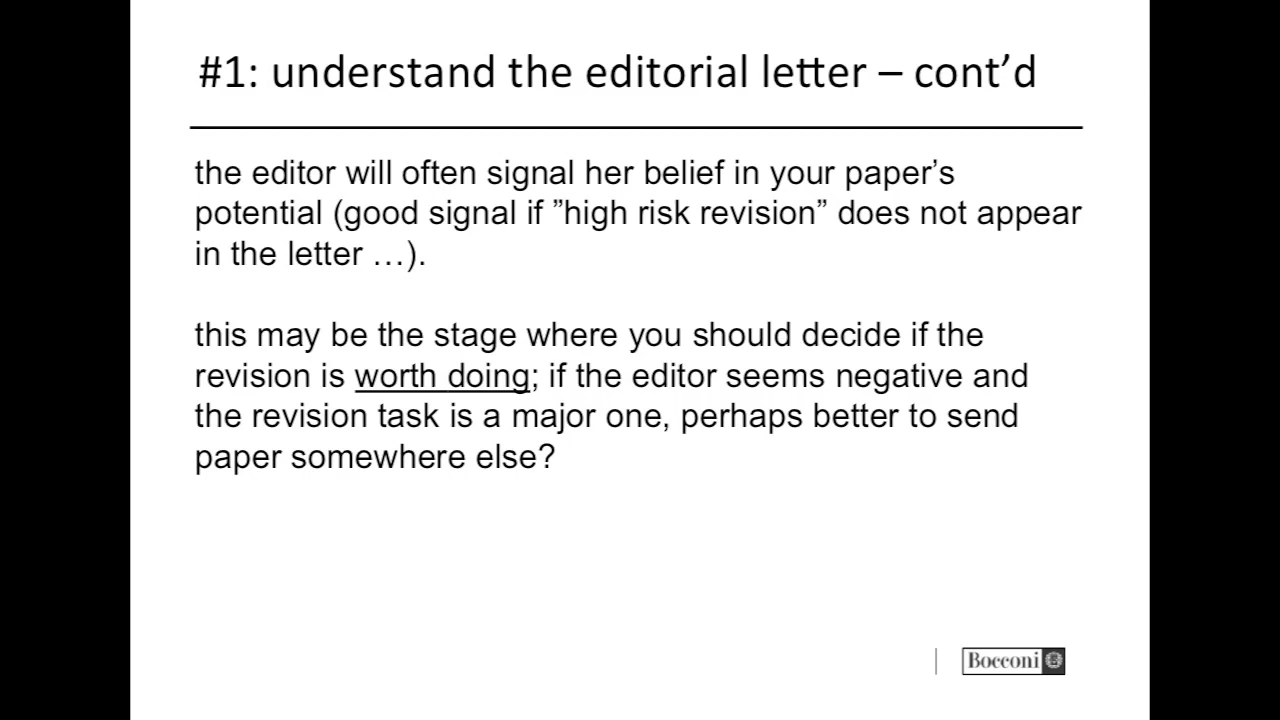 #1: understand the editorial letter – cont’d
the editor will often signal her belief in your paper’s
potential (good signal if ”high risk revision” does not appear
in the letter …).
this may be the stage where you should decide if the
revision is worth doing; if the editor seems negative and
the revision task is a major one, perhaps better to send
paper somewhere else?
Bocconi